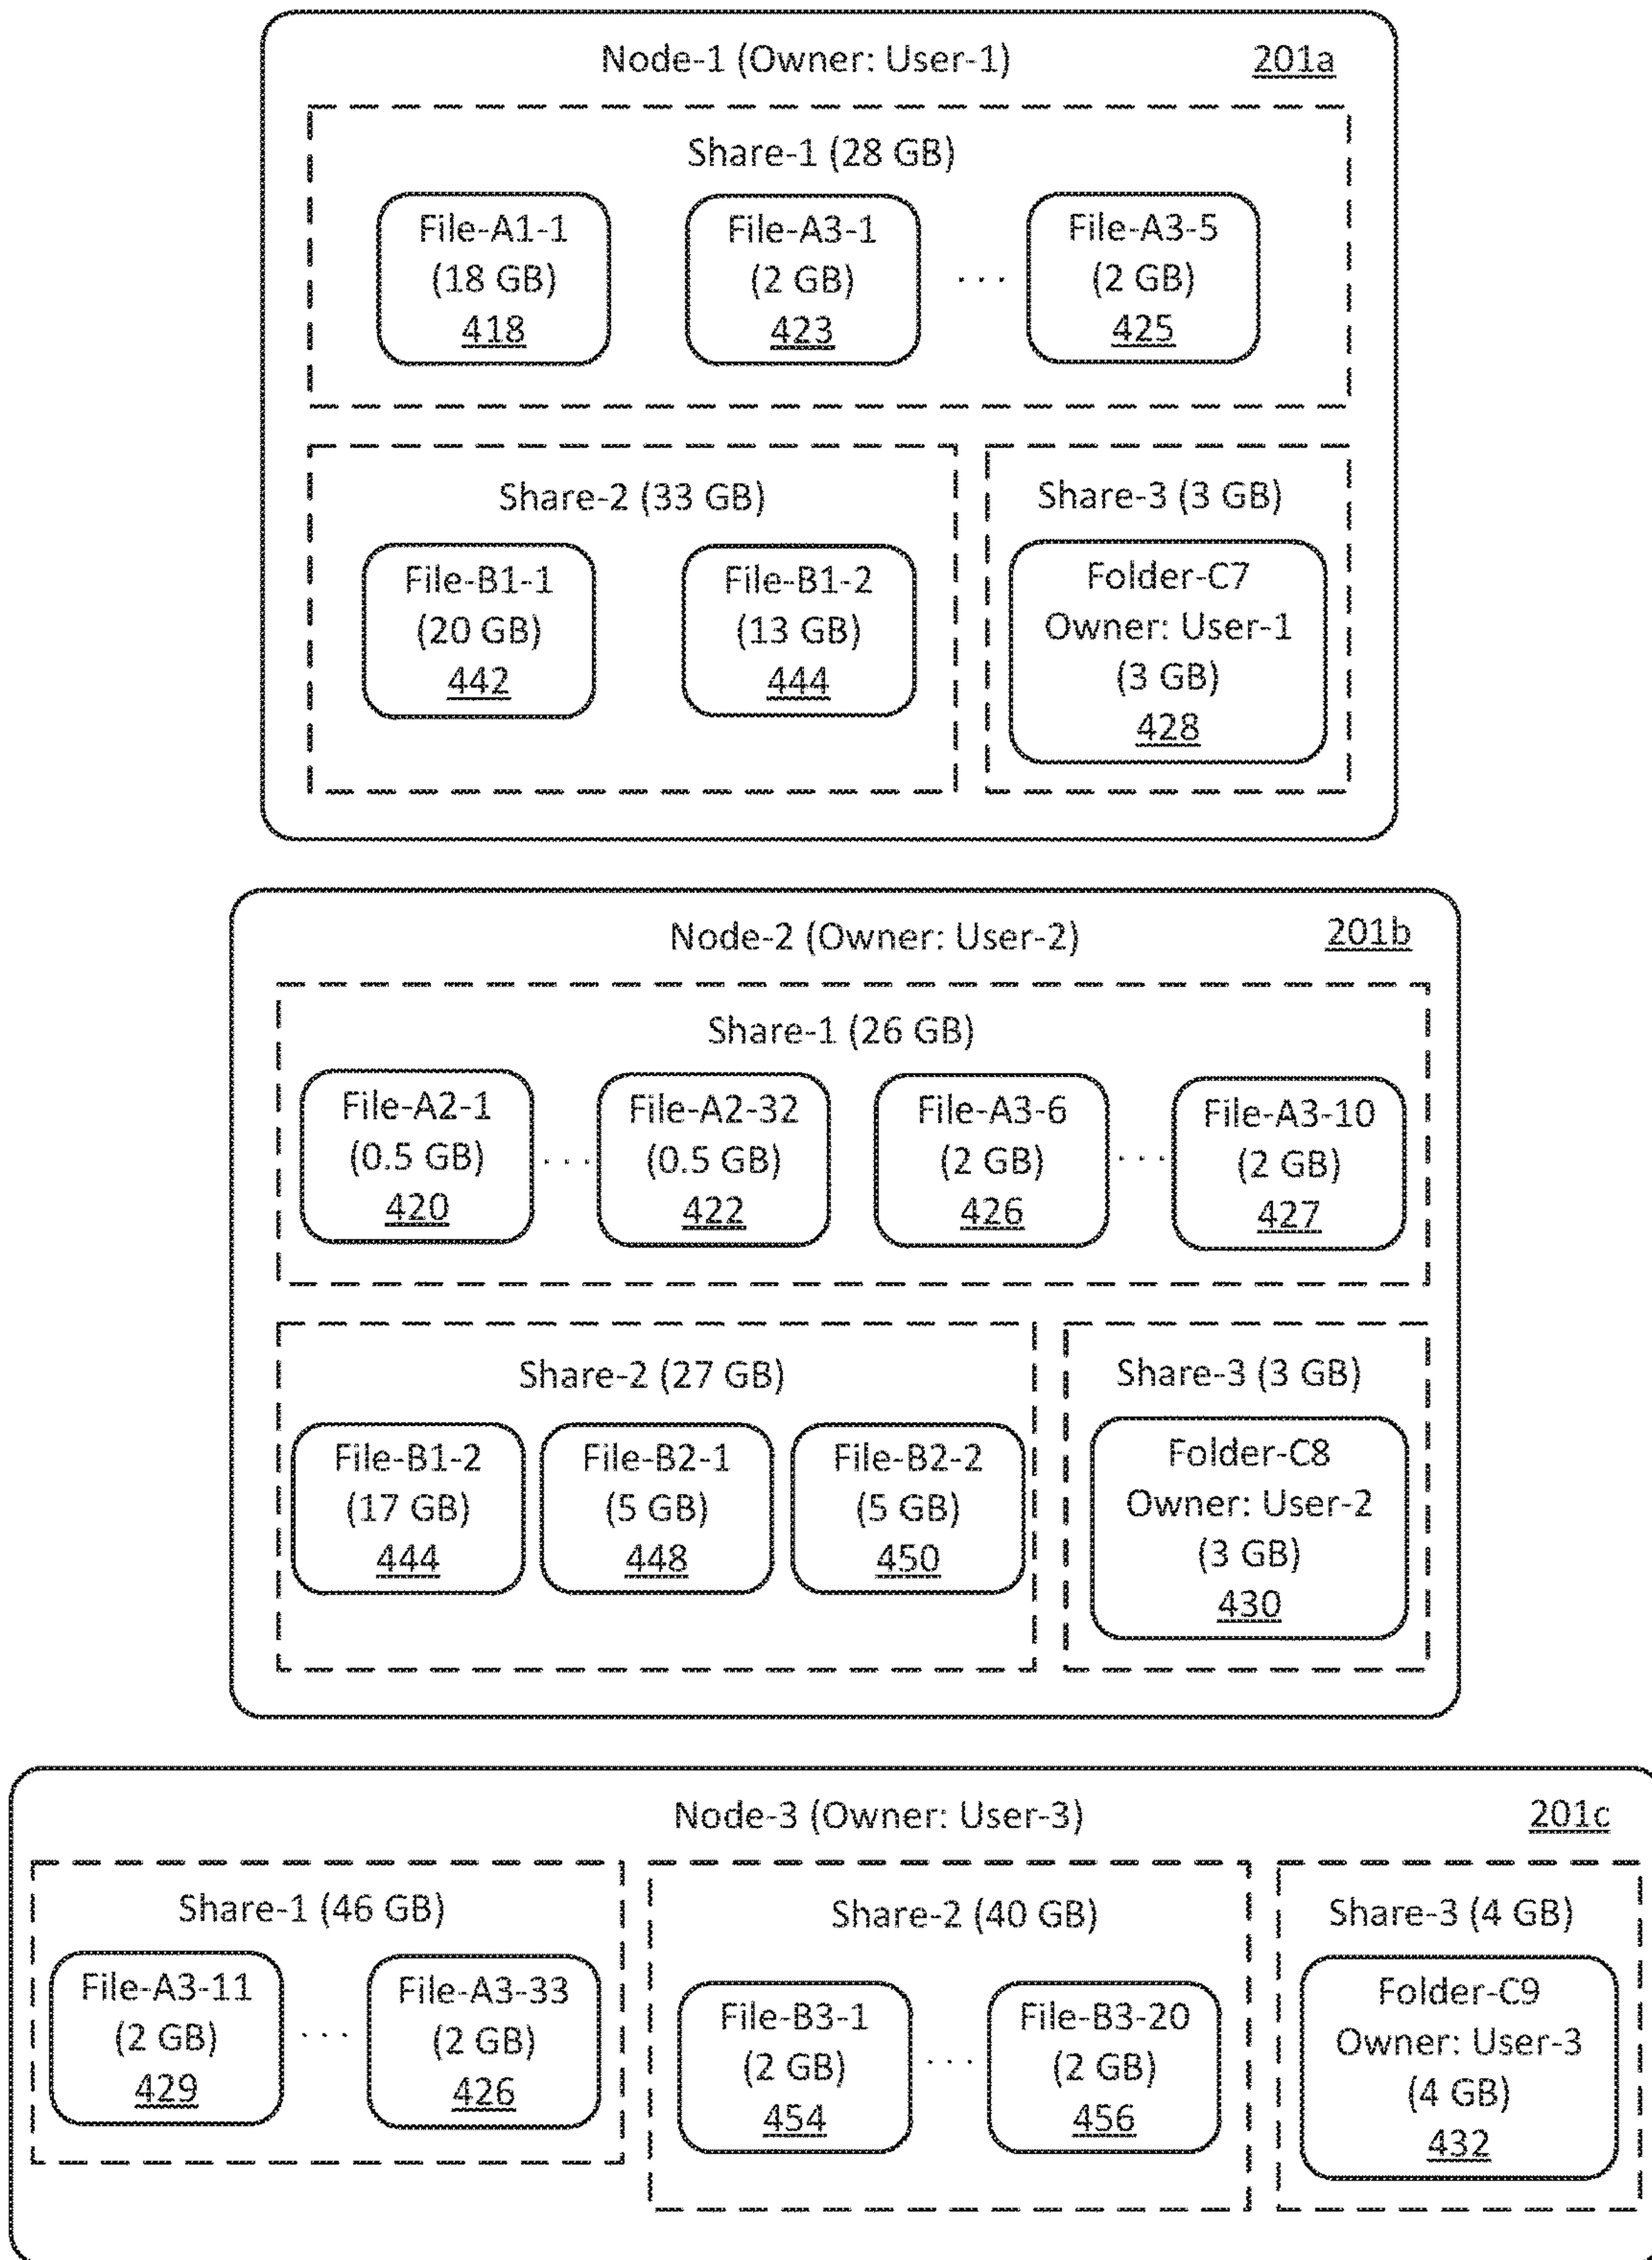 Node-1 (Owner: User-1) 201a
Share-1 (28 GB)
File-A1-1
(18 GB)
418
File-A3-1
(2 GB)
423
. . .
File-A3-5
(2 GB)
425
Share-2 (33 GB)
File-B1-1
(20 GB)
442
File-B1-2
(13 GB)
444
Share-3 (3 GB)
Folder-C7
Owner: User-1
(3 GB)
428
Node-2 (Owner: User-2) 201b
Share-1 (26 GB)
File-A2-1
(0.5 GB)
420
. . .
File-A2-32
(0.5 GB)
422
File-A3-6
(2 GB)
426
. . .
File-A3-10
(2 GB)
427
Share-2 (27 GB)
File-B1-2
(17 GB)
444
File-B2-1
(5 GB)
448
File-B2-2
(5 GB)
450
Share-3 (3 GB)
Folder-C8
Owner: User-2
(3 GB)
430
Node-3 (Owner: User-3) 201c
Share-1 (46 GB)
File-A3-11
(2 GB)
429
. . .
File-A3-33
(2 GB)
426
Share-2 (40 GB)
File-B3-1
(2 GB)
454
. . .
File-B3-20
(2 GB)
456
Share-3 (4 GB)
Folder-C9
Owner: User-3
(4 GB)
432